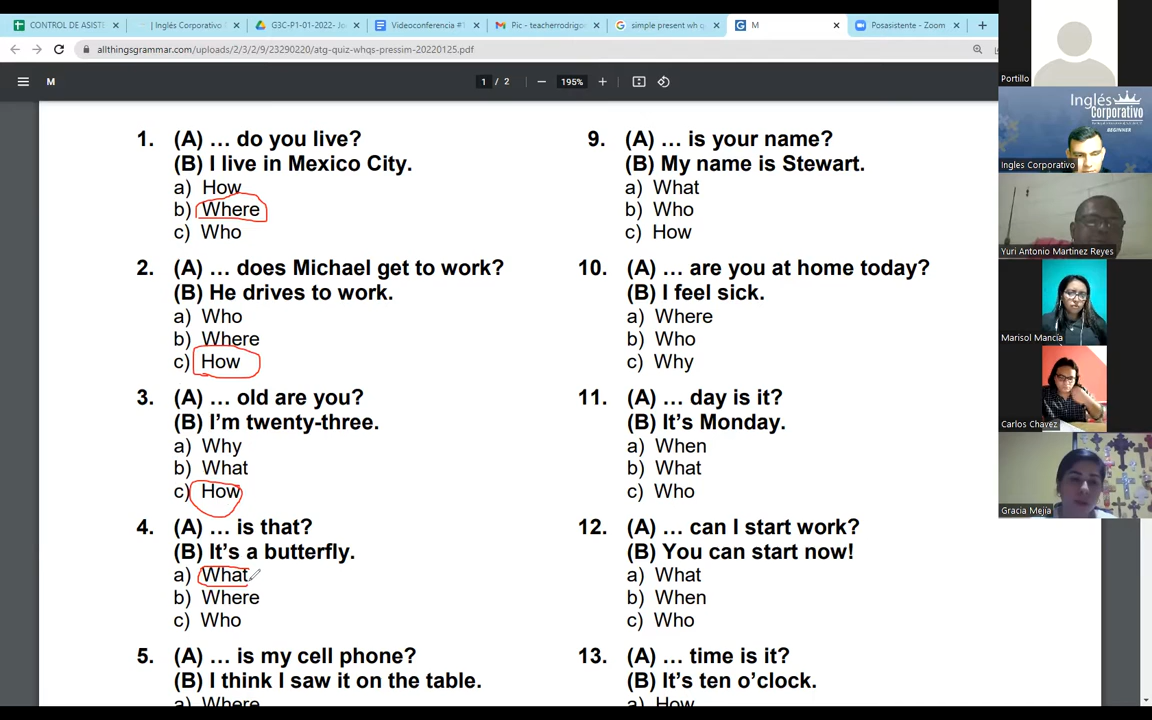 CONTROL DE ASIST
Inglés Corporativo
G3C-P1-01-2022- Jo
Videoconferencia #1
Pic - teacherrodrigo
simple present wh q
M
Posasistente - Zoom
allthingsgrammar.com/uploads/2/3/2/9/23290220/atg-quiz-whqs-pressim-20220125.pdf
M
1 / 2
195%
1. (A) … do you live?
(B) I live in Mexico City.
a) How
b) Where
c) Who
2. (A) … does Michael get to work?
(B) He drives to work.
a) Who
b) Where
c) How
3. (A) … old are you?
(B) I'm twenty-three.
a) Why
b) What
c) How
4. (A) … is that?
(B) It's a butterfly.
a) What
b) Where
c) Who
5. (A) … is my cell phone?
(B) I think I saw it on the table.
a) Where
9. (A) … is your name?
(B) My name is Stewart.
a) What
b) Who
c) How
10. (A) … are you at home today?
(B) I feel sick.
a) Where
b) Who
c) Why
11. (A) … day is it?
(B) It's Monday.
a) When
b) What
c) Who
12. (A) … can I start work?
(B) You can start now!
a) What
b) When
c) Who
13. (A) … time is it?
(B) It's ten o'clock.
a) How
Portillo
Inglés
Corporativo
BEGINNER
Ingles Corporativo
Yuri Antonio Martinez Reyes
Marisol Mancia
Carlos Chavez
Gracia Mejia